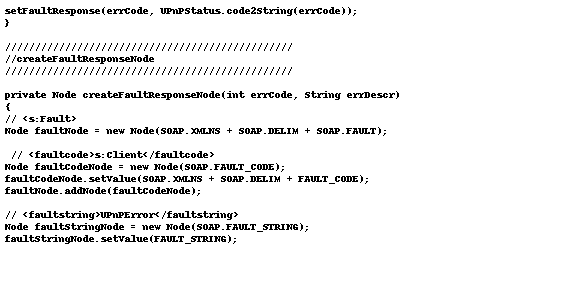 setFaultResponse(errCode, UPnPStatus.code2String(errCode));
}
////////////////////////////////////////////////
//createFaultResponseNode
////////////////////////////////////////////////
private Node createFaultResponseNode(int errCode, String errDescr)
{
// <s:Fault>
Node faultNode = new Node(SOAP.XMLNS + SOAP.DELIM + SOAP.FAULT);
// <faultcode>s:Client</faultcode>
Node faultCodeNode = new Node(SOAP.FAULT_CODE);
faultCodeNode.setValue(SOAP.XMLNS + SOAP.DELIM + FAULT_CODE);
faultNode.addNode(faultCodeNode);
// <faultstring>UPnPError</faultstring>
Node faultStringNode = new Node(SOAP.FAULT_STRING);
faultStringNode.setValue(FAULT_STRING);